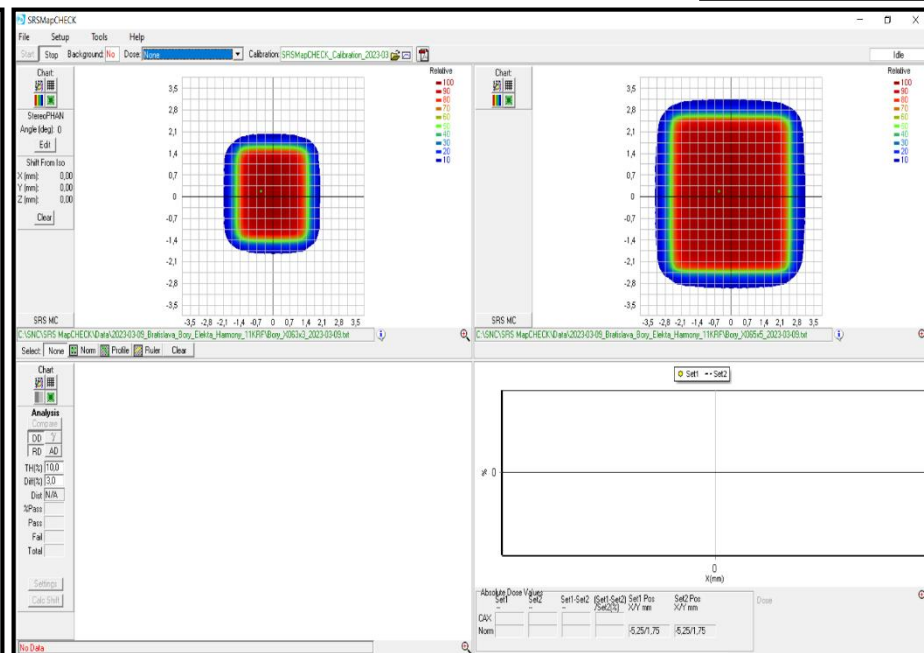 SRSMapCHECK
File Setup Tools Help
Start Stop Background: No Dose: None Calibration: SRSMapCHECK_Calibration_2023-03 Idle
Chart
StereoPHAN
Angle (deg) 0
Edit
Shift From Iso
X (mm): 0,00
Y (mm): 0,00
Z (mm): 0,00
Clear
SRS MC
3,5
2,8
2,1
1,4
0,7
0
-0,7
-1,4
-2,1
-2,8
-3,5
-3,5 -2,8 -2,1 -1,4 -0,7 0 0,7 1,4 2,1 2,8 3,5
Relative
100
90
80
70
60
50
40
30
20
10
C:\SNC\SRS MapCHECK\Data\2023-03-09_Bratislava_Bory_Elekta_Harmony_11KRP\Bory_X063x3_2023-03-09.txt
Chart
SRS MC
3,5
2,8
2,1
1,4
0,7
0
-0,7
-1,4
-2,1
-2,8
-3,5
-3,5 -2,8 -2,1 -1,4 -0,7 0 0,7 1,4 2,1 2,8 3,5
Relative
100
90
80
70
60
50
40
30
20
10
C:\SNC\SRS MapCHECK\Data\2023-03-09_Bratislava_Bory_Elekta_Harmony_11KRP\Bory_X065x5_2023-03-09.txt
Select: None Norm Profile Ruler Clear
Chart
Analysis
Compare
DD γ
RD AD
TH(%) 10,0
Diff(%) 3,0
Dist N/A
%Pass
Pass
Fail
Total
Settings
Calc Shift
No Data
Set1 Set2
% 0
0
X(mm)
Absolute Dose Values
Set1 Set2 Set1-Set2 (Set1-Set2) Set1 Pos Set2 Pos
- - - /Set2(%) X/Y mm X/Y mm
CAX
Norm -5,25/1,75 -5,25/1,75
Dose